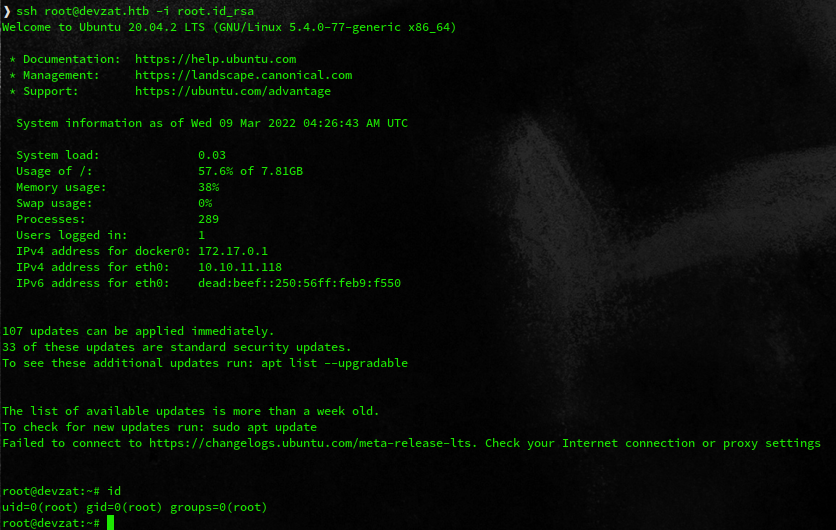 ❯ ssh root@devzat.htb -i root.id_rsa
Welcome to Ubuntu 20.04.2 LTS (GNU/Linux 5.4.0-77-generic x86_64)
* Documentation:  https://help.ubuntu.com
* Management:     https://landscape.canonical.com
* Support:        https://ubuntu.com/advantage
System information as of Wed 09 Mar 2022 04:26:43 AM UTC
System load:              0.03
Usage of /:               57.6% of 7.81GB
Memory usage:             38%
Swap usage:               0%
Processes:                289
Users logged in:          1
IPv4 address for docker0: 172.17.0.1
IPv4 address for eth0:    10.10.11.118
IPv6 address for eth0:    dead:beef::250:56ff:feb9:f550
107 updates can be applied immediately.
33 of these updates are standard security updates.
To see these additional updates run: apt list --upgradable
The list of available updates is more than a week old.
To check for new updates run: sudo apt update
Failed to connect to https://changelogs.ubuntu.com/meta-release-lts. Check your Internet connection or proxy settings
root@devzat:~# id
uid=0(root) gid=0(root) groups=0(root)
root@devzat:~#